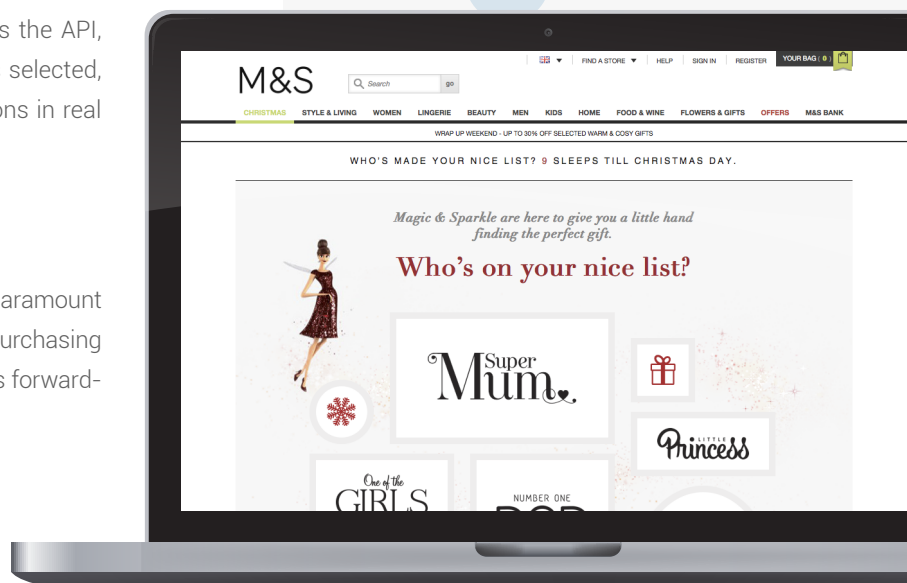 s the API,
selected,
ons in real
aramount
urchasing
s forward-
FIND A STORE HELP SIGN IN REGISTER YOUR BAG ( 0 )
M&S
Search go
CHRISTMAS STYLE & LIVING WOMEN LINGERIE BEAUTY MEN KIDS HOME FOOD & WINE FLOWERS & GIFTS OFFERS M&S BANK
WRAP UP WEEKEND - UP TO 30% OFF SELECTED WARM & COSY GIFTS
WHO'S MADE YOUR NICE LIST? 9 SLEEPS TILL CHRISTMAS DAY.
Magic & Sparkle are here to give you a little hand
finding the perfect gift.
Who's on your nice list?
Super
Mum
LITTLE
Princess
One of the
GIRLS
NUMBER ONE